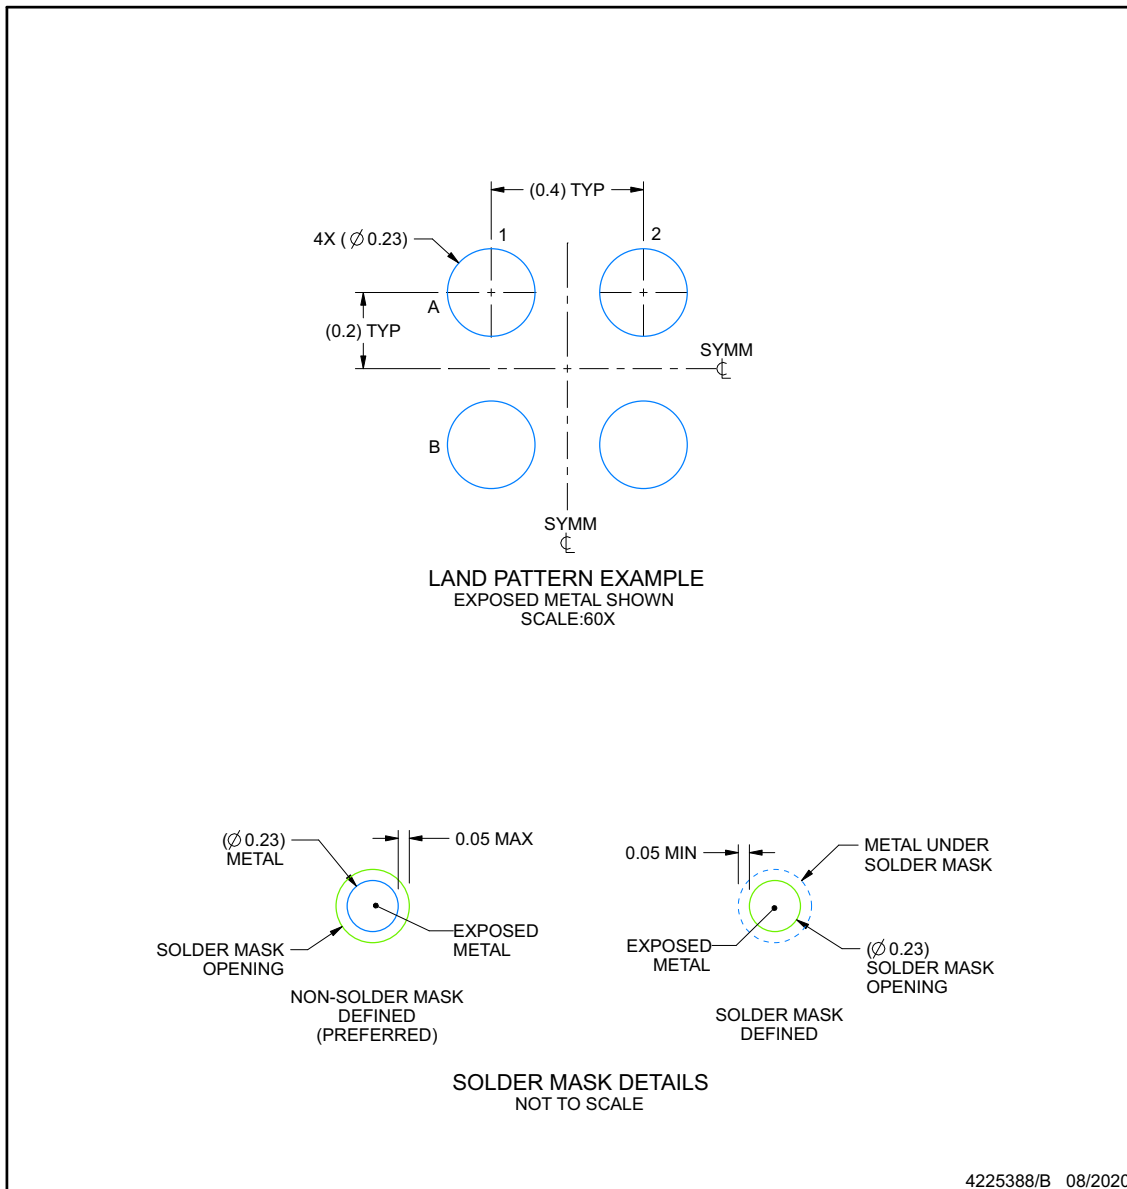 (0.4) TYP
4X ( ∅ 0.23)
1
2
A
(0.2) TYP
SYMM
℄
B
SYMM
℄
LAND PATTERN EXAMPLE
EXPOSED METAL SHOWN
SCALE:60X
(∅ 0.23)
METAL
0.05 MAX
SOLDER MASK
OPENING
EXPOSED
METAL
NON-SOLDER MASK
DEFINED
(PREFERRED)
0.05 MIN
METAL UNDER
SOLDER MASK
EXPOSED
METAL
(∅ 0.23)
SOLDER MASK
OPENING
SOLDER MASK
DEFINED
SOLDER MASK DETAILS
NOT TO SCALE
4225388/B 08/2020